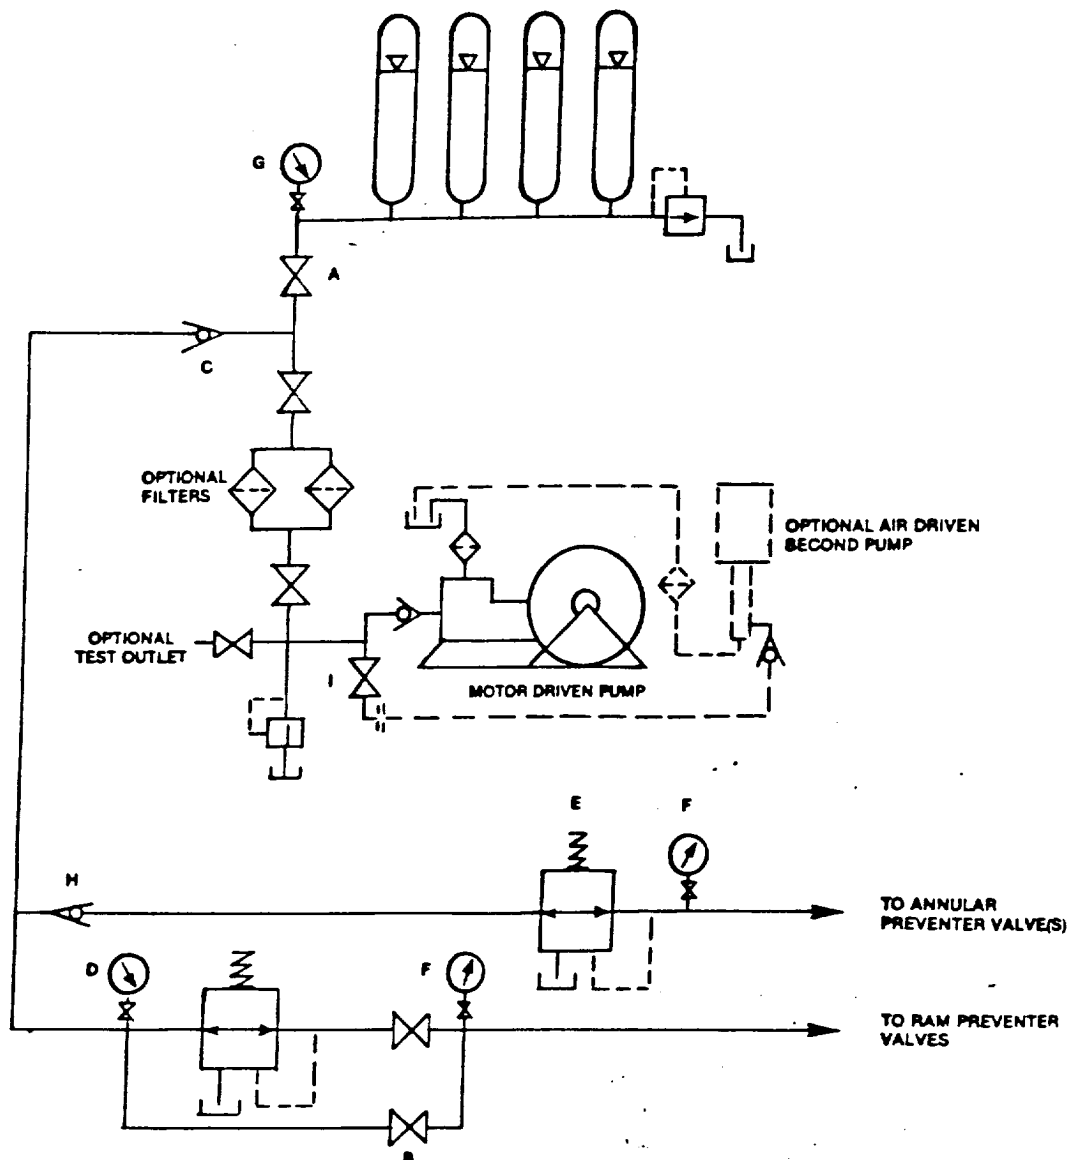 G
A
C
OPTIONAL
FILTERS
OPTIONAL AIR DRIVEN
SECOND PUMP
OPTIONAL
TEST OUTLET
I
MOTOR DRIVEN PUMP
E
F
H
TO ANNULAR
PREVENTER VALVE(S)
D
F
TO RAM PREVENTER
VALVES